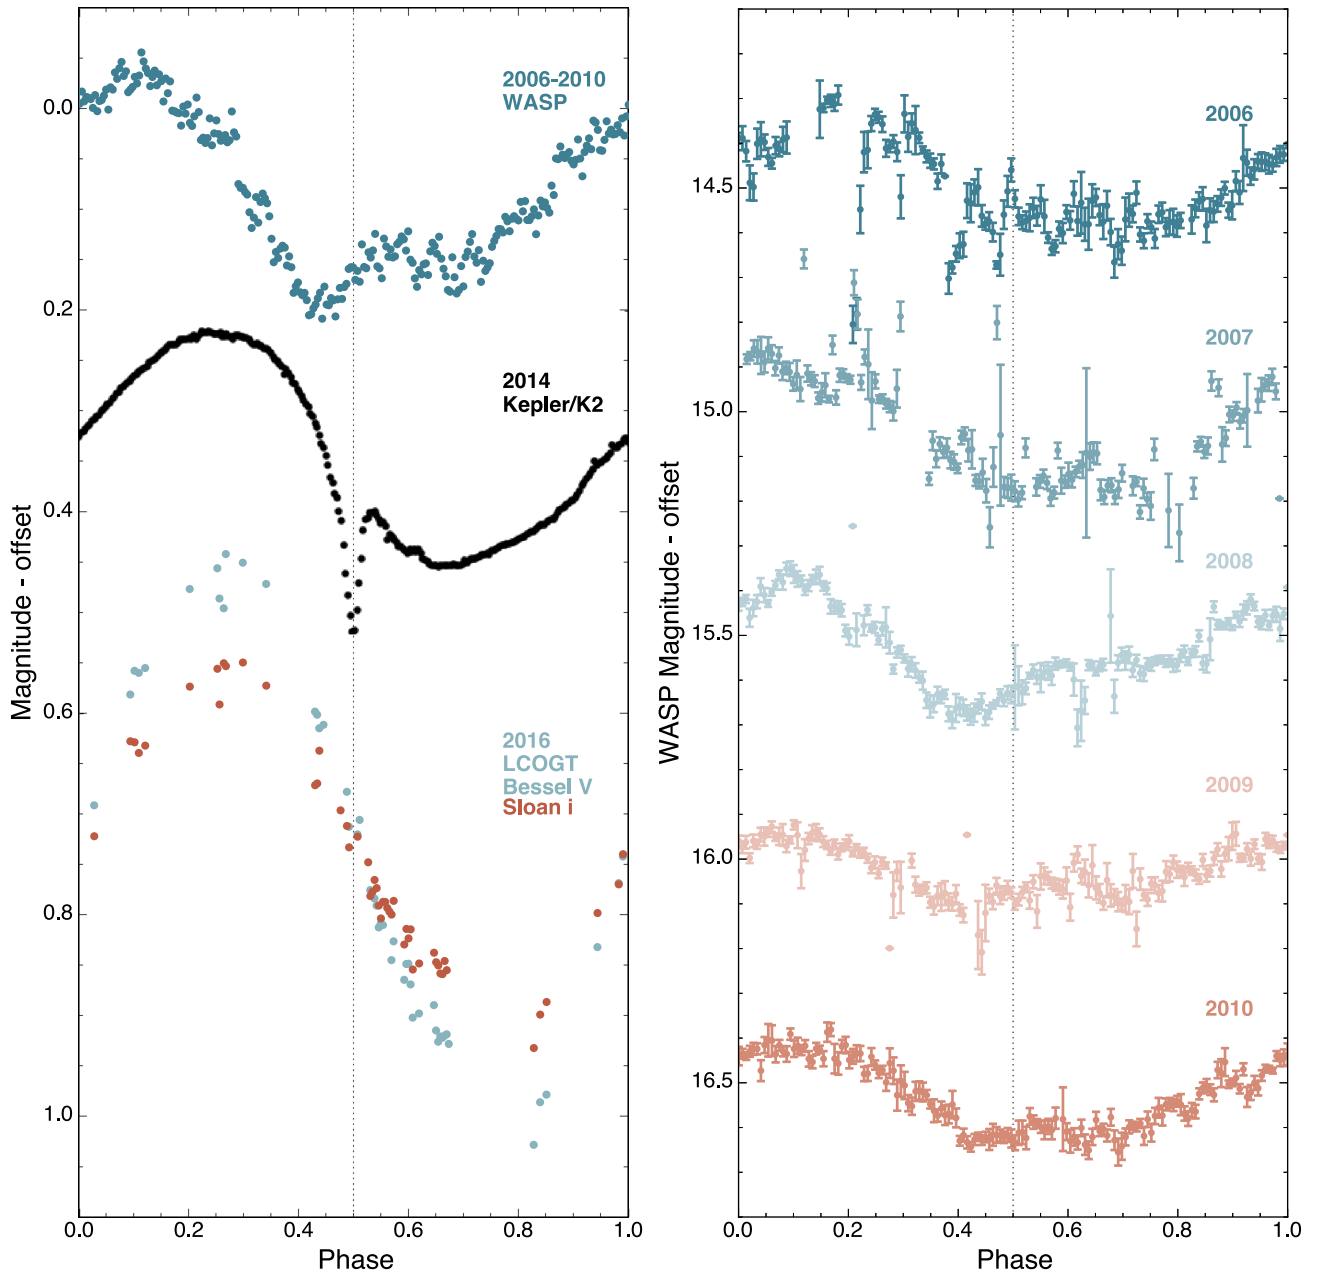 0.0
0.2
0.4
0.6
0.8
1.0
Magnitude - offset
2006-2010
WASP
2014
Kepler/K2
2016
LCOGT
Bessel V
Sloan i
0.0 0.2 0.4 0.6 0.8 1.0
Phase
14.5
15.0
15.5
16.0
16.5
WASP Magnitude - offset
2006
2007
2008
2009
2010
0.0 0.2 0.4 0.6 0.8 1.0
Phase